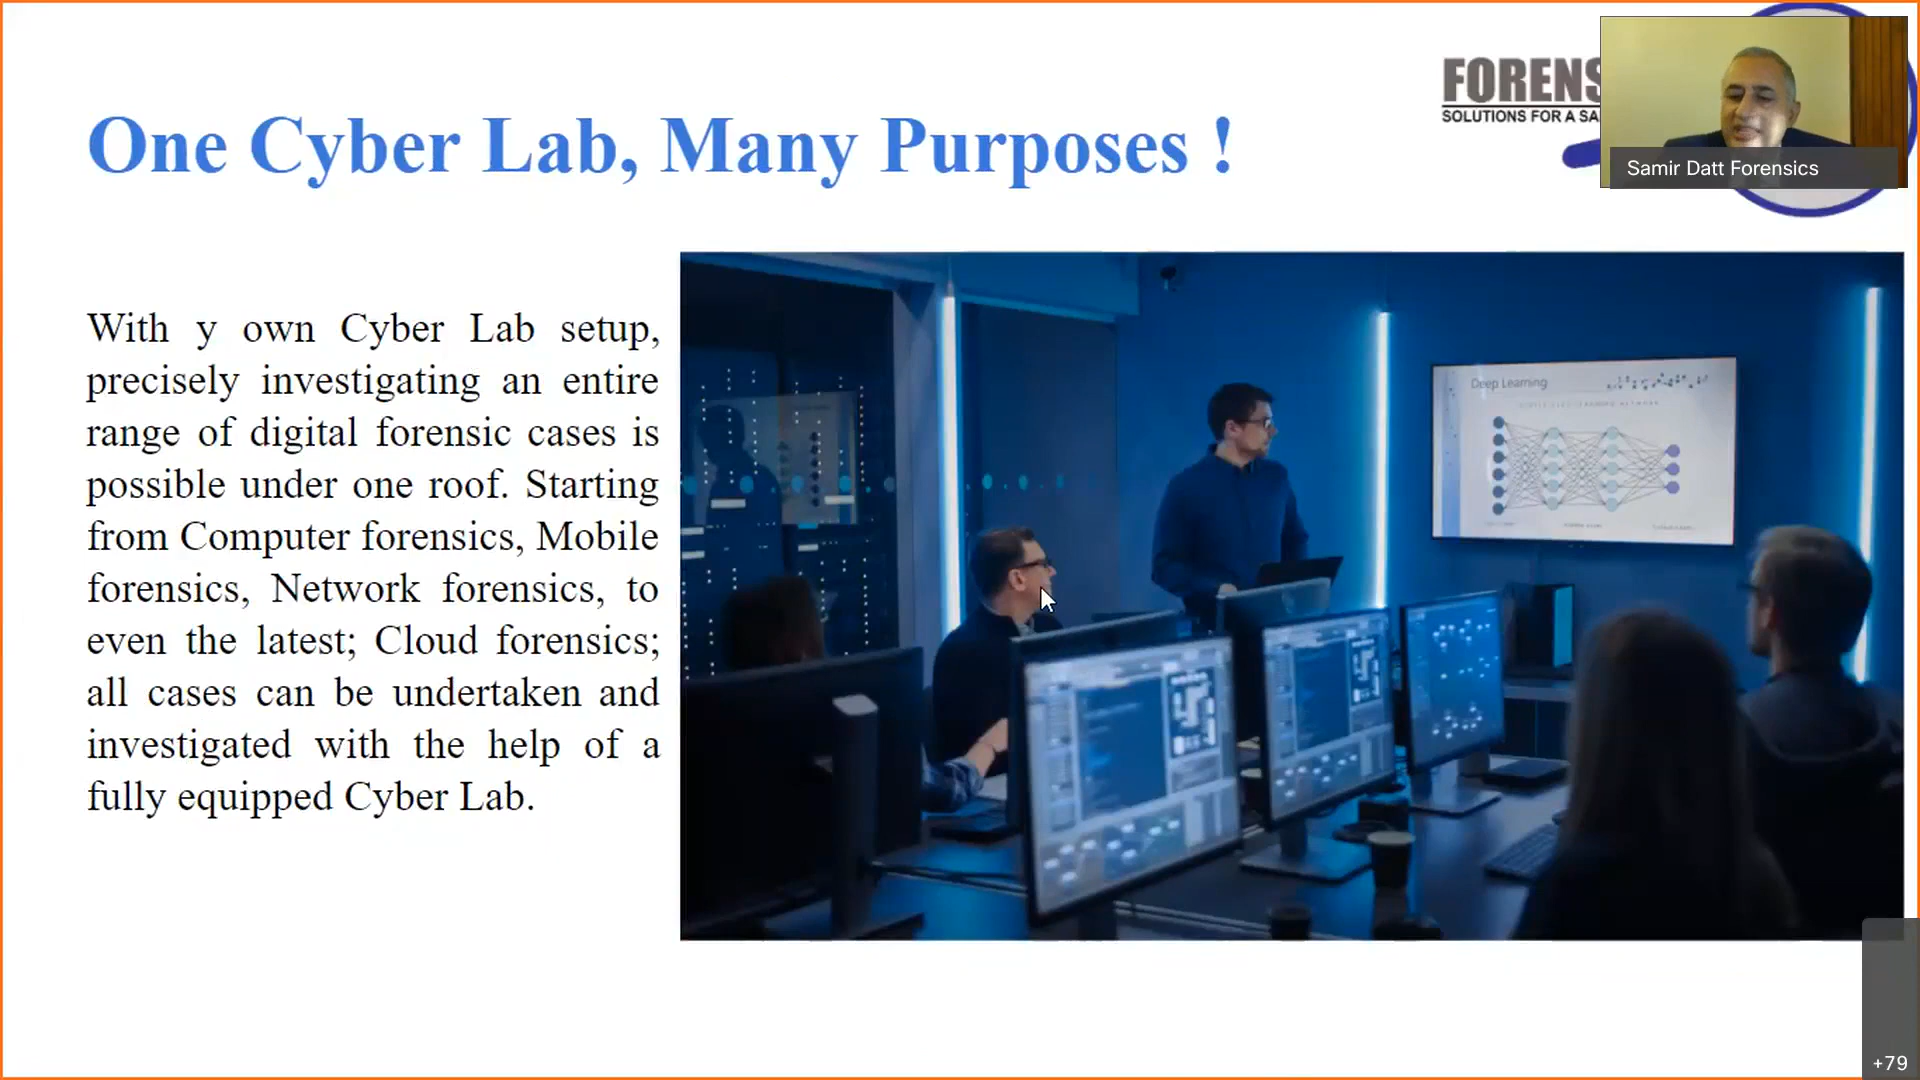 One Cyber Lab, Many Purposes !
FORENS
SOLUTIONS FOR A SA
Samir Datt Forensics
With y own Cyber Lab setup,
precisely investigating an entire
range of digital forensic cases is
possible under one roof. Starting
from Computer forensics, Mobile
forensics, Network forensics, to
even the latest; Cloud forensics;
all cases can be undertaken and
investigated with the help of a
fully equipped Cyber Lab.
Deep Learning
+79